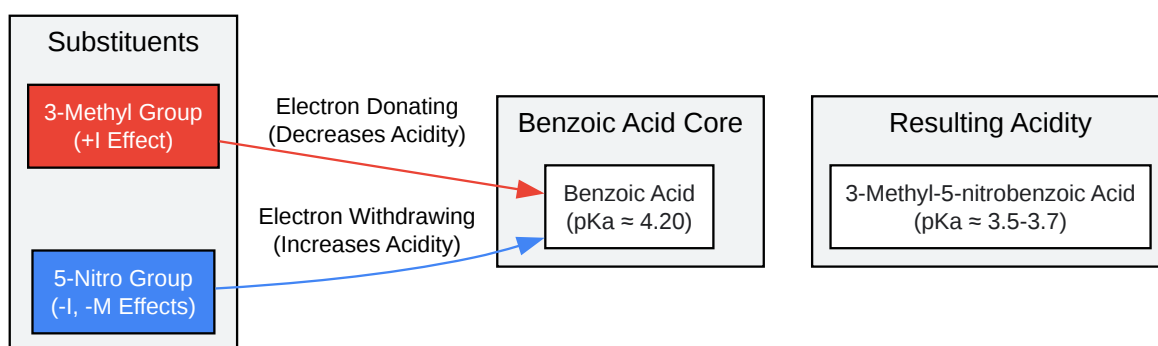 Substituents
3-Methyl Group
(+I Effect)
5-Nitro Group
(-I, -M Effects)
Electron Donating
(Decreases Acidity)
Electron Withdrawing
(Increases Acidity)
Benzoic Acid Core
Benzoic Acid
(pKa ≈ 4.20)
Resulting Acidity
3-Methyl-5-nitrobenzoic Acid
(pKa ≈ 3.5-3.7)